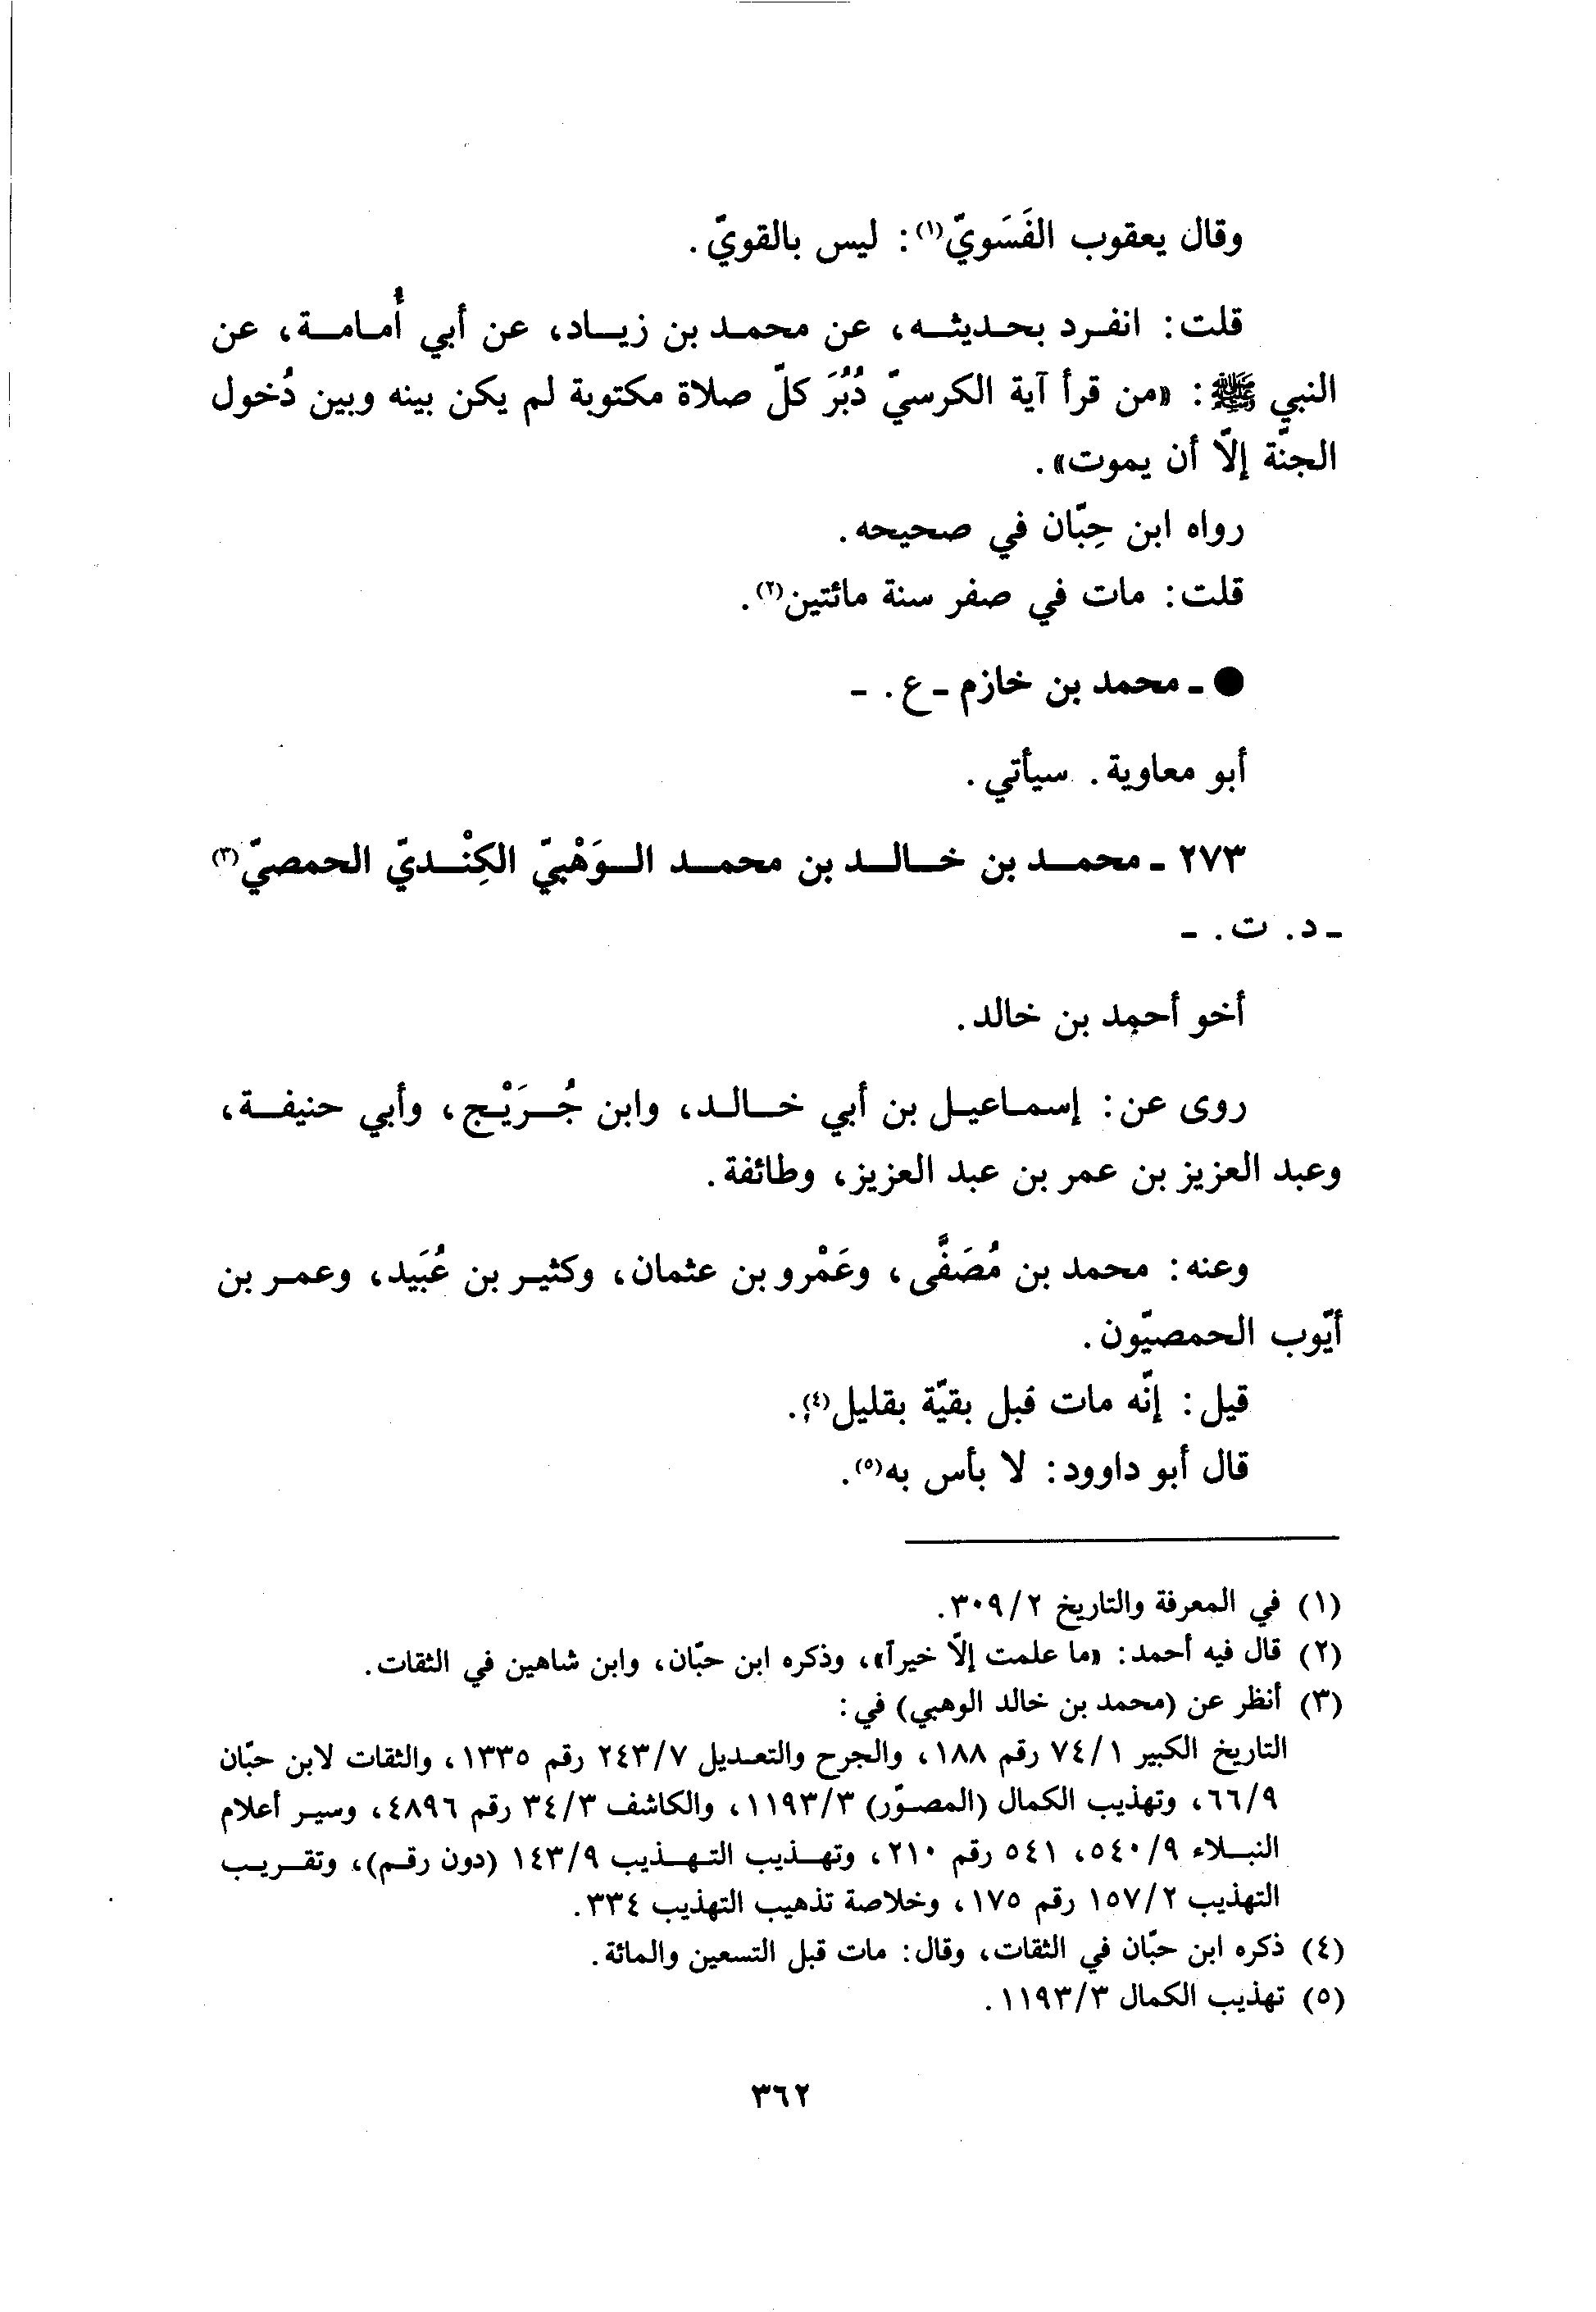 وقال يعقوب الفَسَويّ(١): ليس بالقويّ.
قلت: انفرد بحديثه، عن محمد بن زياد، عن أبي أُمامة، عن
النبي ﷺ: «من قرأ آية الكرسيّ دُبُرَ كلّ صلاة مكتوبة لم يكن بينه وبين دُخول
الجنّة إلّا أن يموت».
رواه ابن حِبّان في صحيحه.
قلت: مات في صفر سنة مائتين(٢).
● ـ محمد بن خازم ـ ع. ـ
أبو معاوية. سيأتي.
٢٧٣ ـ محمد بن خالد بن محمد الوَهْبيّ الكِنْديّ الحمصيّ(٣)
ـ د. ت. ـ
أخو أحمد بن خالد.
روى عن: إسماعيل بن أبي خالد، وابن جُرَيْج، وأبي حنيفة،
وعبد العزيز بن عمر بن عبد العزيز، وطائفة.
وعنه: محمد بن مُصَفَّى، وعَمْرو بن عثمان، وكثير بن عُبَيد، وعمر بن
أيّوب الحمصيّون.
قيل: إنّه مات قبل بقيّة بقليل(٤).
قال أبو داوود: لا بأس به(٥).
(١) في المعرفة والتاريخ ٣٠٩/٢.
(٢) قال فيه أحمد: «ما علمت إلّا خيراً»، وذكره ابن حبّان، وابن شاهين في الثقات.
(٣) أنظر عن (محمد بن خالد الوهبي) في:
التاريخ الكبير ٧٤/١ رقم ١٨٨، والجرح والتعديل ٢٤٣/٧ رقم ١٣٣٥، والثقات لابن حبّان
٦٦/٩، وتهذيب الكمال (المصوّر) ١١٩٣/٣، والكاشف ٣٤/٣ رقم ٤٨٩٦، وسير أعلام
النبلاء ٥٤٠/٩، ٥٤١ رقم ٢١٠، وتهذيب التهذيب ١٤٣/٩ (دون رقم)، وتقريب
التهذيب ١٥٧/٢ رقم ١٧٥، وخلاصة تذهيب التهذيب ٣٣٤.
(٤) ذكره ابن حبّان في الثقات، وقال: مات قبل التسعين والمائة.
(٥) تهذيب الكمال ١١٩٣/٣.
٣٦٢